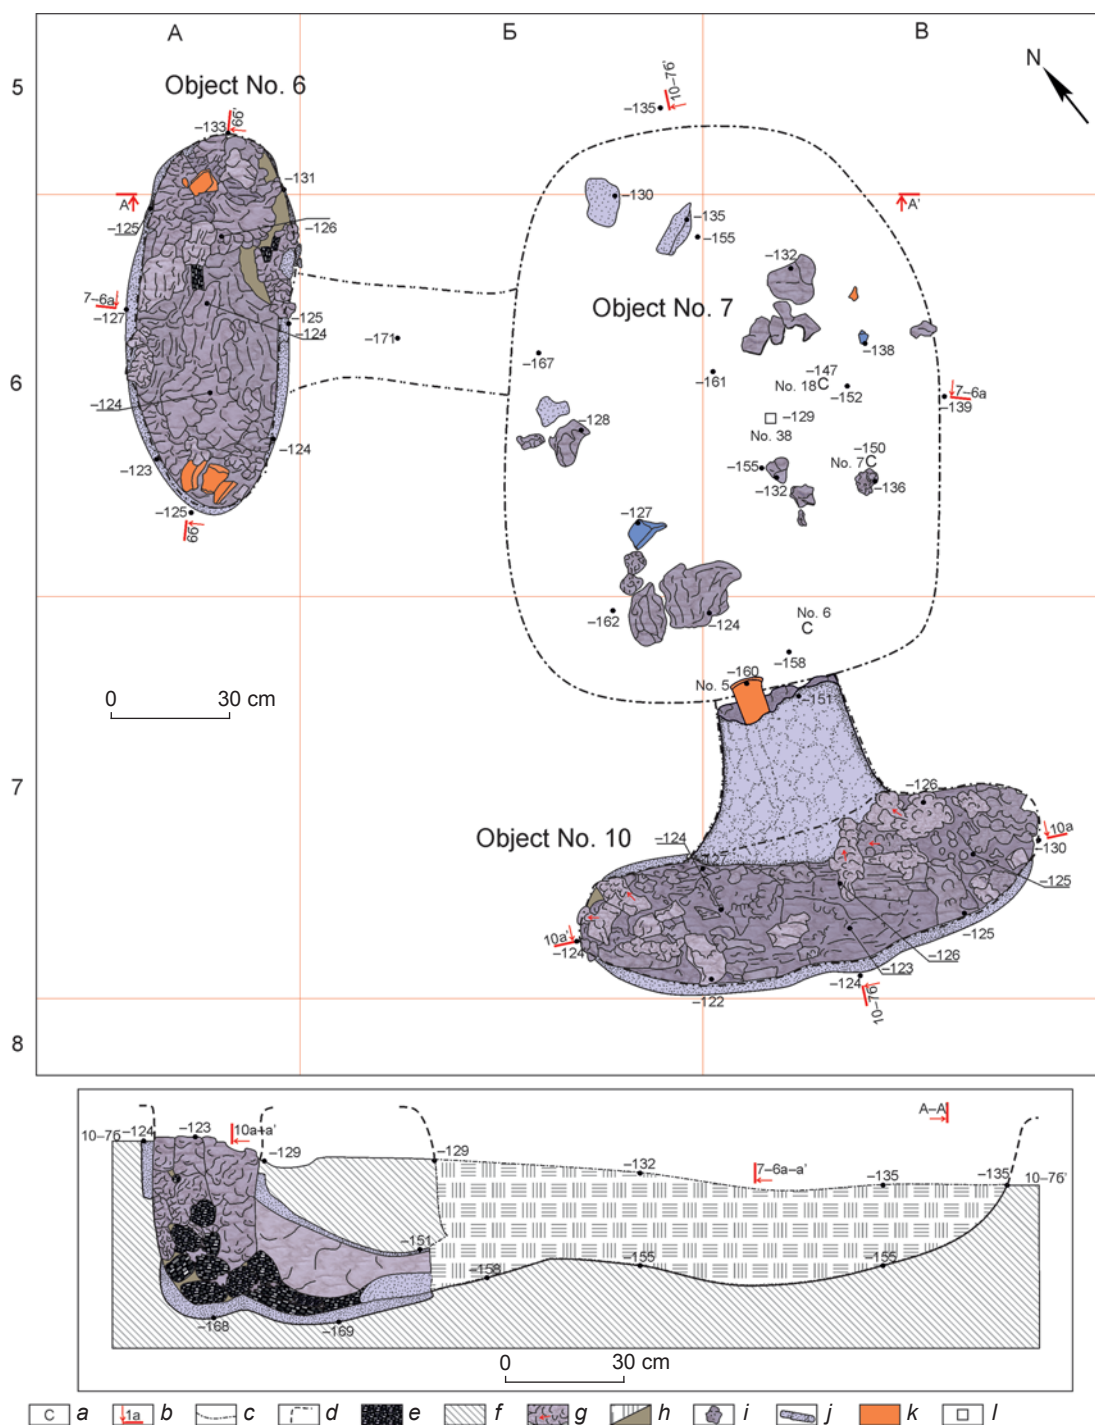 А Б В
5
6
7
8
N
Object No. 6
–133
6б'
–131
–125
–126
A
7–6a'
–127
–125
–124
–124
–123
–124
–125
6б
–135
10–7б'
–130
–135
–155
A'
–132
Object No. 7
–171
–167
–161
–138
–147
No. 18 C
–152
7–6a
–139
–128
–129
No. 38
–155
–132
–150
No. 7 C
–136
–127
–162
–124
No. 6
C
–158
–160
No. 5
–151
0 30 cm
Object No. 10
–124
–127
–126
10a
–130
–125
–125
–126
–123
–124
10a'
–124
–122
10–7б
A–A
10–7б
–124
–123
10a–a'
–129
–129
–132
7–6a–a'
–135
–135
10–7б'
–151
–158
–155
–155
–168
–169
0 30 cm
C a 1a b c d e f g h i j k l